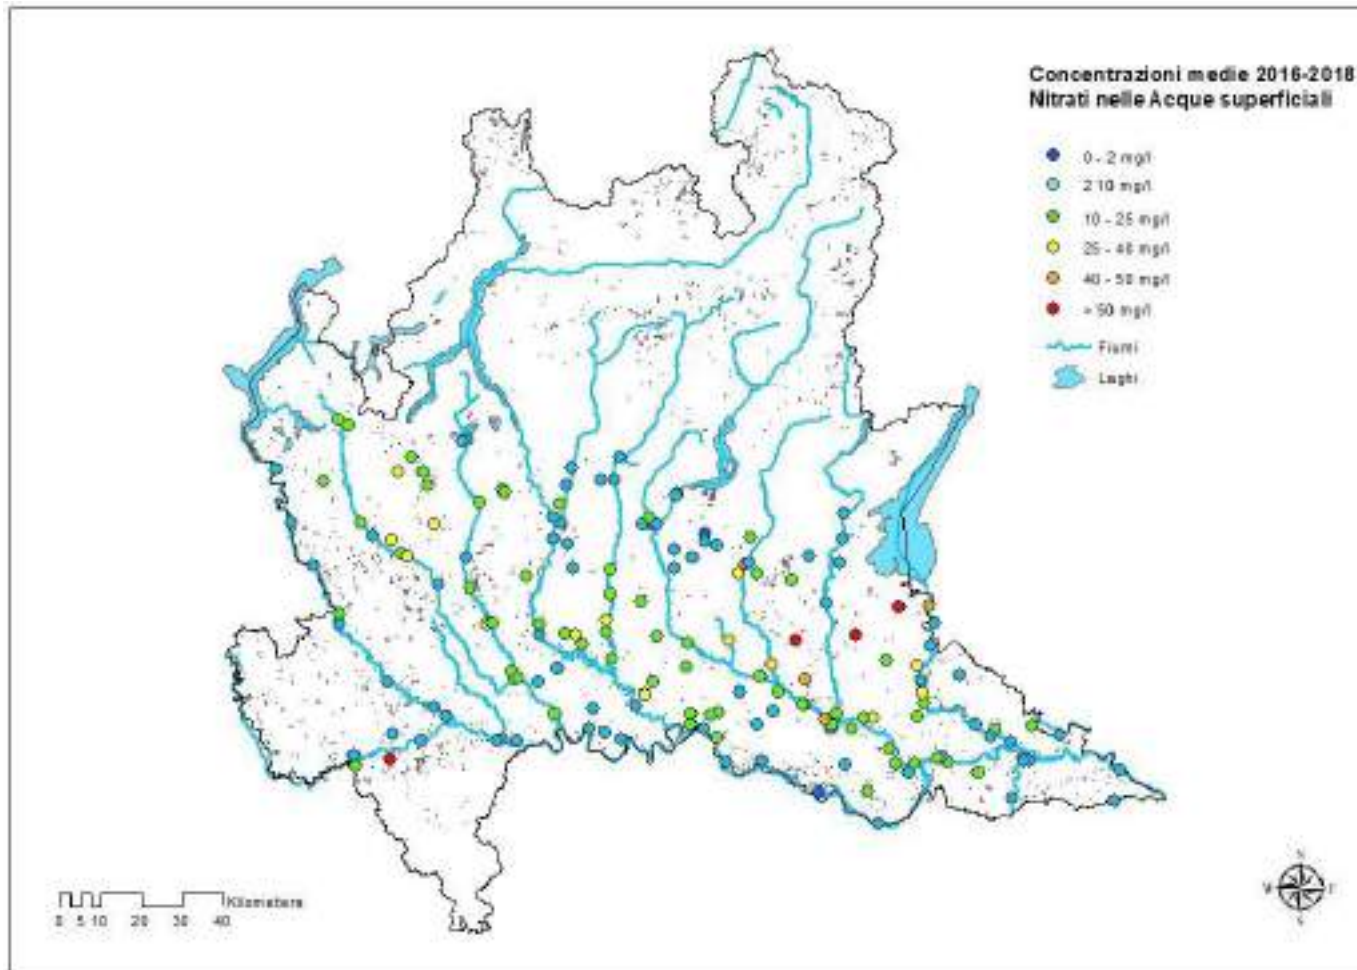 Concentrazioni medie 2016-2018
Nitrati nelle Acque superficiali
0 - 2 mg/l
2 10 mg/l
10 - 25 mg/l
25 - 40 mg/l
40 - 50 mg/l
> 50 mg/l
Fiumi
Laghi
Kilometers
0 5 10 20 30 40
N
W E
S